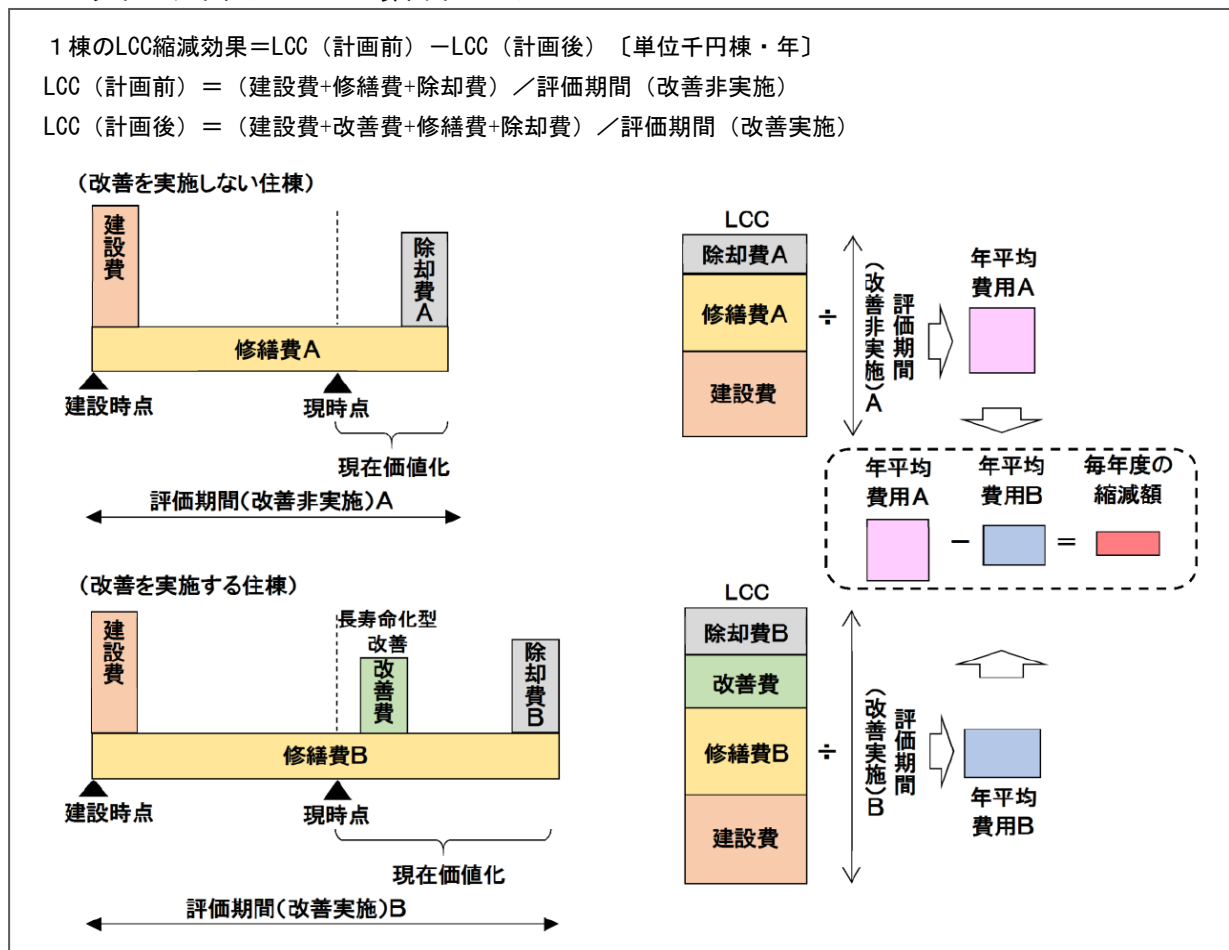 １棟のLCC縮減効果＝LCC（計画前）－LCC（計画後）〔単位千円棟・年〕
LCC（計画前）＝（建設費+修繕費+除却費）／評価期間（改善非実施）
LCC（計画後）＝（建設費+改善費+修繕費+除却費）／評価期間（改善実施）
（改善を実施しない住棟）
建設費
除却費A
修繕費A
建設時点
現時点
現在価値化
評価期間（改善非実施）A
LCC
除却費A
修繕費A
建設費
÷
評価期間
（改善非実施）A
年平均
費用A
年平均
費用A
－
年平均
費用B
＝
毎年度の
縮減額
（改善を実施する住棟）
建設費
長寿命化型
改善
改善費
除却費B
修繕費B
建設時点
現時点
現在価値化
評価期間（改善実施）B
LCC
除却費B
改善費
修繕費B
建設費
÷
評価期間
（改善実施）B
年平均
費用B